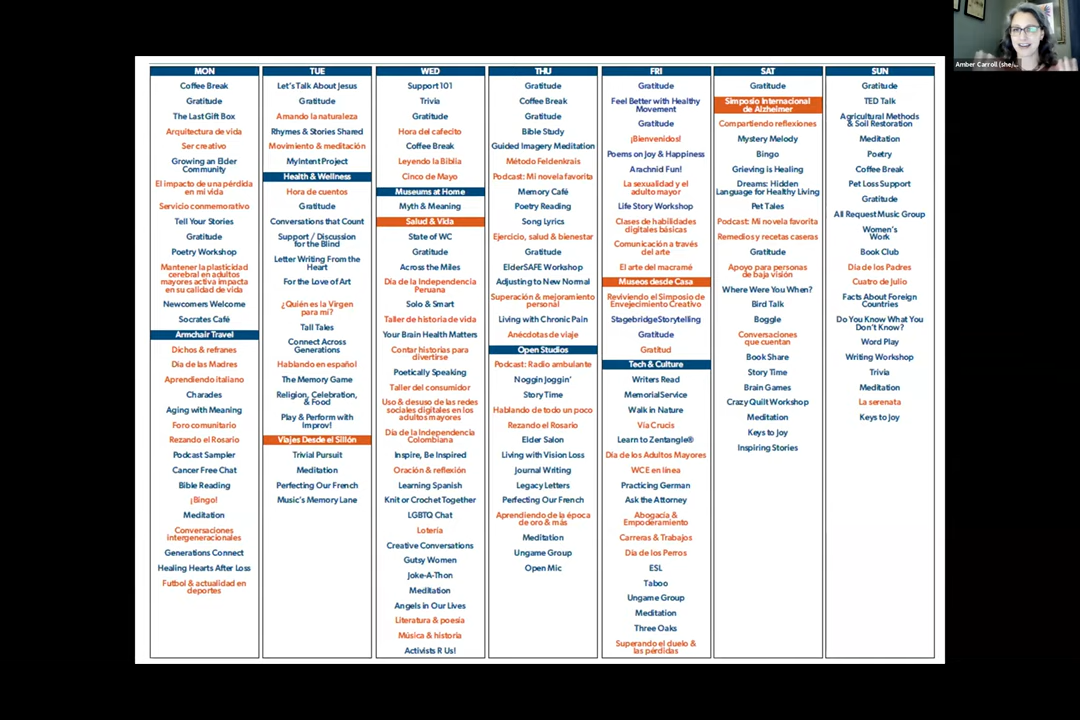 Amber Carroll (she/...
MON
Coffee Break
Gratitude
The Last Gift Box
Arquitectura de vida
Ser creativo
Growing an Elder
Community
El impacto de una pérdida
en mi vida
Servicio conmemorativo
Tell Your Stories
Gratitude
Poetry Workshop
Mantener la plasticidad
cerebral en adultos
mayores activa impacta
en su calidad de vida
Newcomers Welcome
Socrates Café
Armchair Travel
Dichos & refranes
Día de las Madres
Aprendiendo italiano
Charades
Aging with Meaning
Foro comunitario
Rezando el Rosario
Podcast Sampler
Cancer Free Chat
Bible Reading
¡Bingo!
Meditation
Conversaciones
intergeneracionales
Generations Connect
Healing Hearts After Loss
Futbol & actualidad en
deportes
TUE
Let's Talk About Jesus
Gratitude
Amando la naturaleza
Rhymes & Stories Shared
Movimiento & meditación
MyIntent Project
Health & Wellness
Hora de cuentos
Gratitude
Conversations that Count
Support / Discussion
for the Blind
Letter Writing From the
Heart
For the Love of Art
¿Quién es la Virgen
para mí?
Tall Tales
Connect Across
Generations
Hablando en español
The Memory Game
Religion, Celebration,
& Food
Play & Perform with
Improv!
Viajes Desde el Sillón
Trivial Pursuit
Meditation
Perfecting Our French
Music's Memory Lane
WED
Support 101
Trivia
Gratitude
Hora del cafecito
Coffee Break
Leyendo la Biblia
Cinco de Mayo
Museums at Home
Myth & Meaning
Salud & Vida
State of WC
Gratitude
Across the Miles
Día de la Independencia
Peruana
Solo & Smart
Taller de historia de vida
Your Brain Health Matters
Contar historias para
divertirse
Poetically Speaking
Taller del consumidor
Uso & desuso de las redes
sociales digitales en los
adultos mayores
Día de la Independencia
Colombiana
Inspire, Be Inspired
Oración & reflexión
Learning Spanish
Knit or Crochet Together
LGBTQ Chat
Lotería
Creative Conversations
Gutsy Women
Joke-A-Thon
Meditation
Angels in Our Lives
Literatura & poesía
Música & historia
Activists R Us!
THU
Gratitude
Coffee Break
Gratitude
Bible Study
Guided Imagery Meditation
Método Feldenkrais
Podcast: Mi novela favorita
Memory Café
Poetry Reading
Song Lyrics
Ejercicio, salud & bienestar
Gratitude
ElderSAFE Workshop
Adjusting to New Normal
Superación & mejoramiento
personal
Living with Chronic Pain
Anécdotas de viaje
Open Studios
Podcast: Radio ambulante
Noggin Joggin'
Story Time
Hablando de todo un poco
Rezando el Rosario
Elder Salon
Living with Vision Loss
Journal Writing
Legacy Letters
Perfecting Our French
Aprendiendo de la época
de oro & más
Meditation
Ungame Group
Open Mic
FRI
Gratitude
Feel Better with Healthy
Movement
Gratitude
¡Bienvenidos!
Poems on Joy & Happiness
Arachnid Fun!
La sexualidad y el
adulto mayor
Life Story Workshop
Clases de habilidades
digitales básicas
Comunicación a través
del arte
El arte del macramé
Museos desde Casa
Reviviendo el Simposio de
Envejecimiento Creativo
StagebridgeStorytelling
Gratitude
Gratitud
Tech & Culture
Writers Read
MemorialService
Walk in Nature
Vía Crucis
Learn to Zentangle®
Día de los Adultos Mayores
WCE en línea
Practicing German
Ask the Attorney
Abogacía &
Empoderamiento
Carreras & Trabajos
Día de los Perros
ESL
Taboo
Ungame Group
Meditation
Three Oaks
Superando el duelo &
las pérdidas
SAT
Gratitude
Simposio Internacional
de Alzheimer
Compartiendo reflexiones
Mystery Melody
Bingo
Grieving is Healing
Dreams: Hidden
Language for Healthy Living
Pet Tales
Podcast: Mi novela favorita
Remedios y recetas caseras
Gratitude
Apoyo para personas
de baja visión
Where Were You When?
Bird Talk
Boggle
Conversaciones
que cuentan
Book Share
Story Time
Brain Games
Crazy Quilt Workshop
Meditation
Keys to Joy
Inspiring Stories
SUN
Gratitude
TED Talk
Agricultural Methods
& Soil Restoration
Meditation
Poetry
Coffee Break
Pet Loss Support
Gratitude
All Request Music Group
Women's
Work
Book Club
Día de los Padres
Cuatro de Julio
Facts About Foreign
Countries
Do You Know What You
Don't Know?
Word Play
Writing Workshop
Trivia
Meditation
Keys to Joy